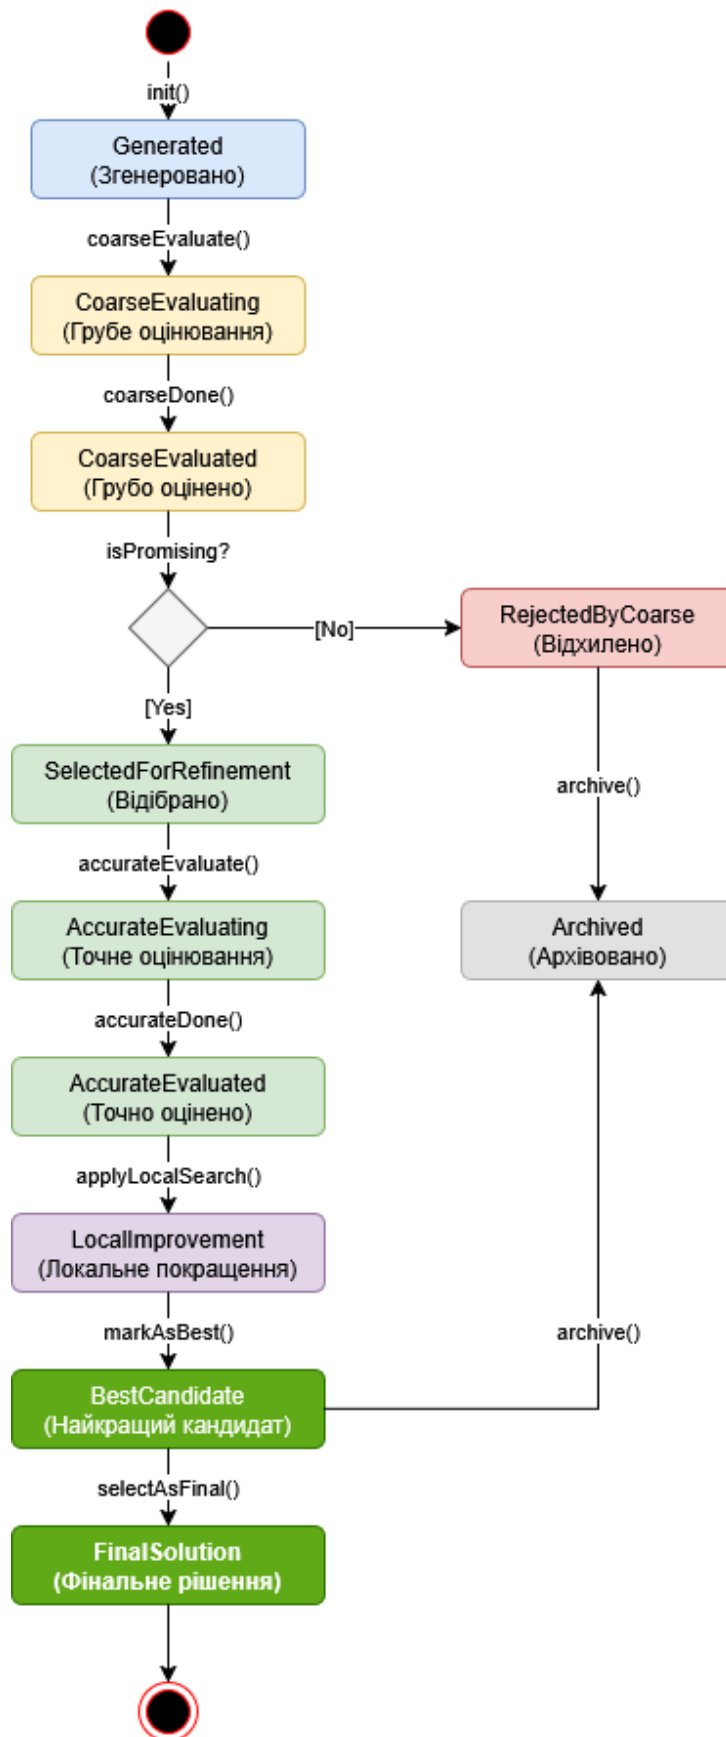 init()
Generated
(Згенеровано)
coarseEvaluate()
CoarseEvaluating
(Грубе оцінювання)
coarseDone()
CoarseEvaluated
(Грубо оцінено)
isPromising?
[No]
RejectedByCoarse
(Відхилено)
[Yes]
SelectedForRefinement
(Відібрано)
archive()
accurateEvaluate()
AccurateEvaluating
(Точне оцінювання)
Archived
(Архівовано)
accurateDone()
AccurateEvaluated
(Точно оцінено)
applyLocalSearch()
LocalImprovement
(Локальне покращення)
markAsBest()
archive()
BestCandidate
(Найкращий кандидат)
selectAsFinal()
FinalSolution
(Фінальне рішення)